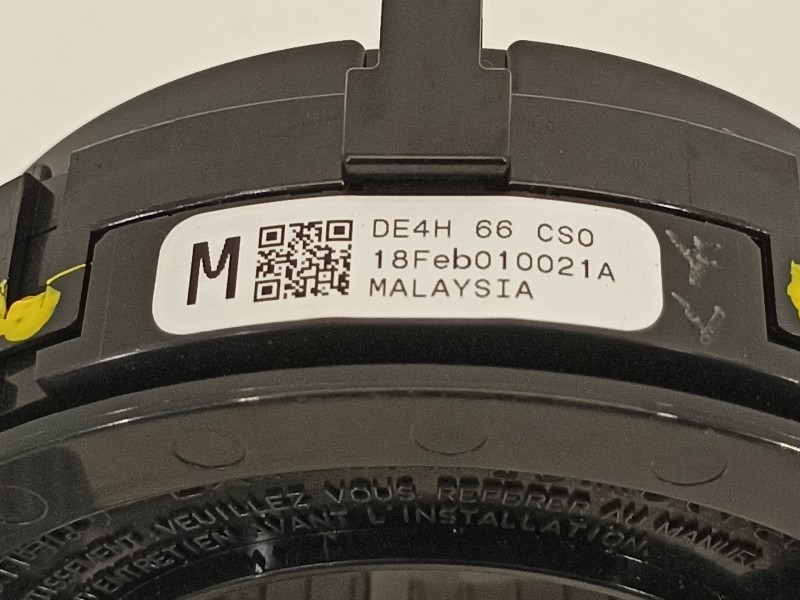 M
DE4H 66 CS0
18Feb010021A
MALAYSIA
VEUILLEZ VOUS REFERER AU MANUEL
D'ENTRETIEN AVANT L'INSTALLATION